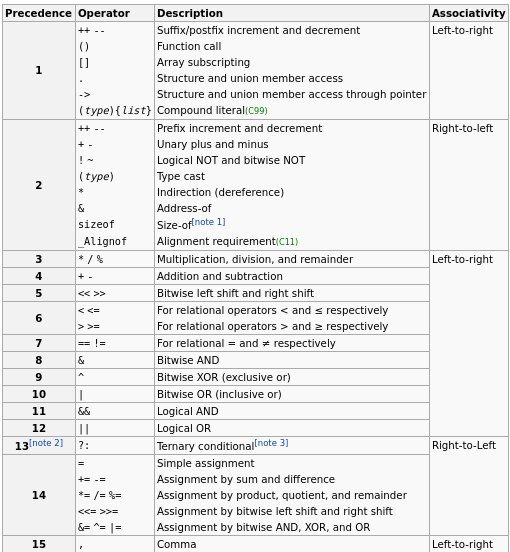 Precedence Operator Description Associativity
1 ++ -- Suffix/postfix increment and decrement Left-to-right
() Function call
[] Array subscripting
. Structure and union member access
-> Structure and union member access through pointer
(type){list} Compound literal(C99)
2 ++ -- Prefix increment and decrement Right-to-left
+ - Unary plus and minus
! ~ Logical NOT and bitwise NOT
(type) Type cast
* Indirection (dereference)
& Address-of
sizeof Size-of[note 1]
_Alignof Alignment requirement(C11)
3 * / % Multiplication, division, and remainder Left-to-right
4 + - Addition and subtraction
5 << >> Bitwise left shift and right shift
6 < <= For relational operators < and ≤ respectively
> >= For relational operators > and ≥ respectively
7 == != For relational = and ≠ respectively
8 & Bitwise AND
9 ^ Bitwise XOR (exclusive or)
10 | Bitwise OR (inclusive or)
11 && Logical AND
12 || Logical OR
13[note 2] ?: Ternary conditional[note 3] Right-to-Left
14 = Simple assignment
+= -= Assignment by sum and difference
*= /= %= Assignment by product, quotient, and remainder
<<= >>= Assignment by bitwise left shift and right shift
&= ^= |= Assignment by bitwise AND, XOR, and OR
15 , Comma Left-to-right